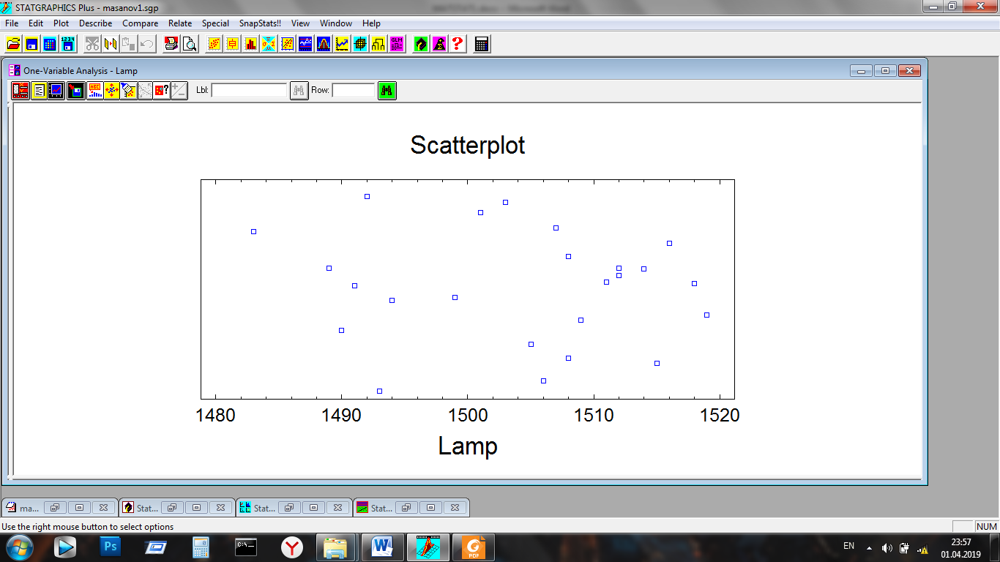 STATGRAPHICS Plus - masanov1.sgp
File Edit Plot Describe Compare Relate Special SnapStats!! View Window Help
One-Variable Analysis - Lamp
Lbl: Row:
Scatterplot
1480 1490 1500 1510 1520
Lamp
ma... Stat... Stat... Stat...
Use the right mouse button to select options
NUM
EN
23:57
01.04.2019